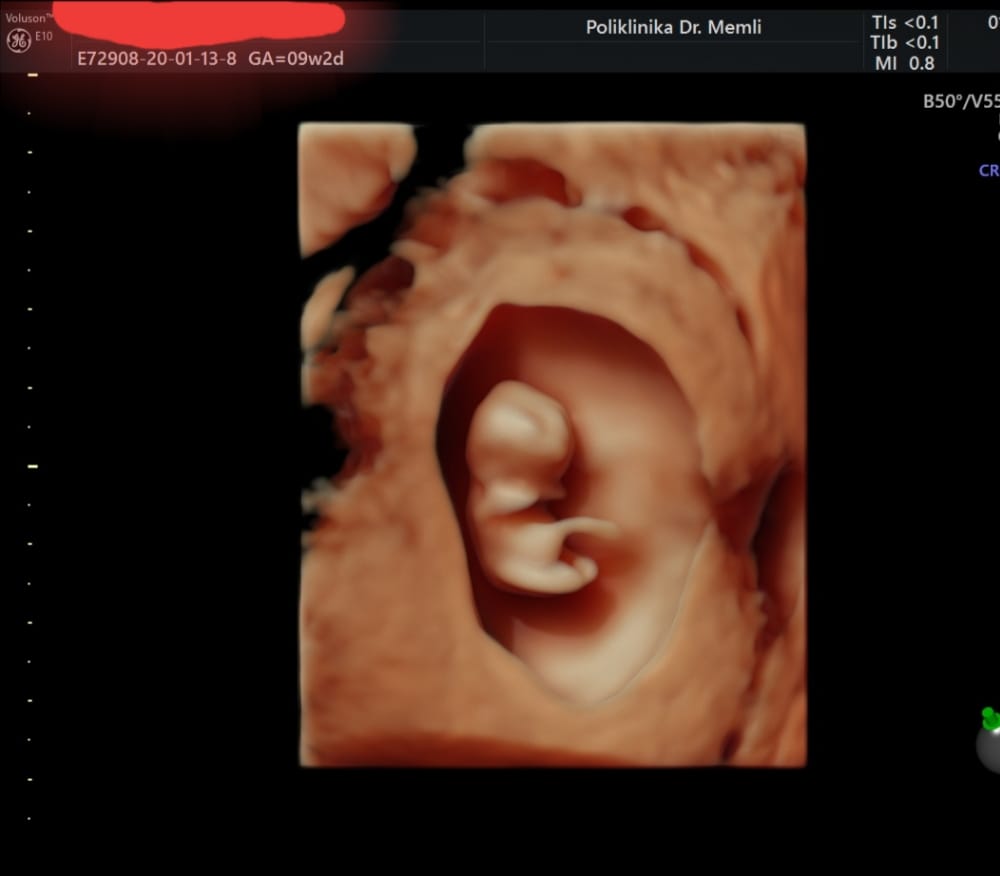 Voluson™
E10
E72908-20-01-13-8 GA=09w2d
Poliklinika Dr. Memli
TIs <0.1
TIb <0.1
MI 0.8
B50°/V55
CR